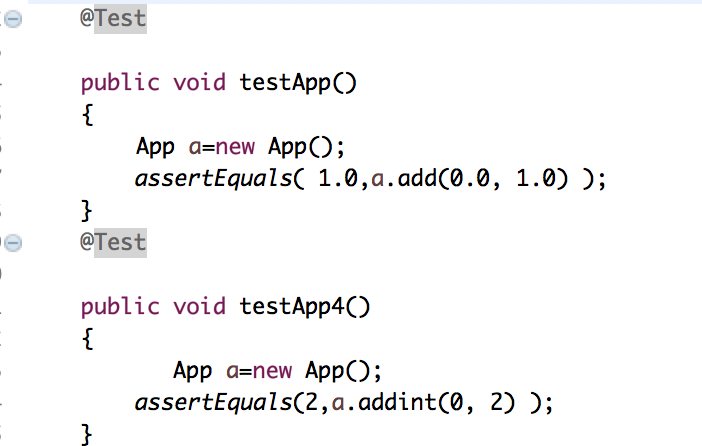 @Test
public void testApp()
{
App a=new App();
assertEquals( 1.0,a.add(0.0, 1.0) );
}
@Test
public void testApp4()
{
App a=new App();
assertEquals(2,a.addint(0, 2) );
}